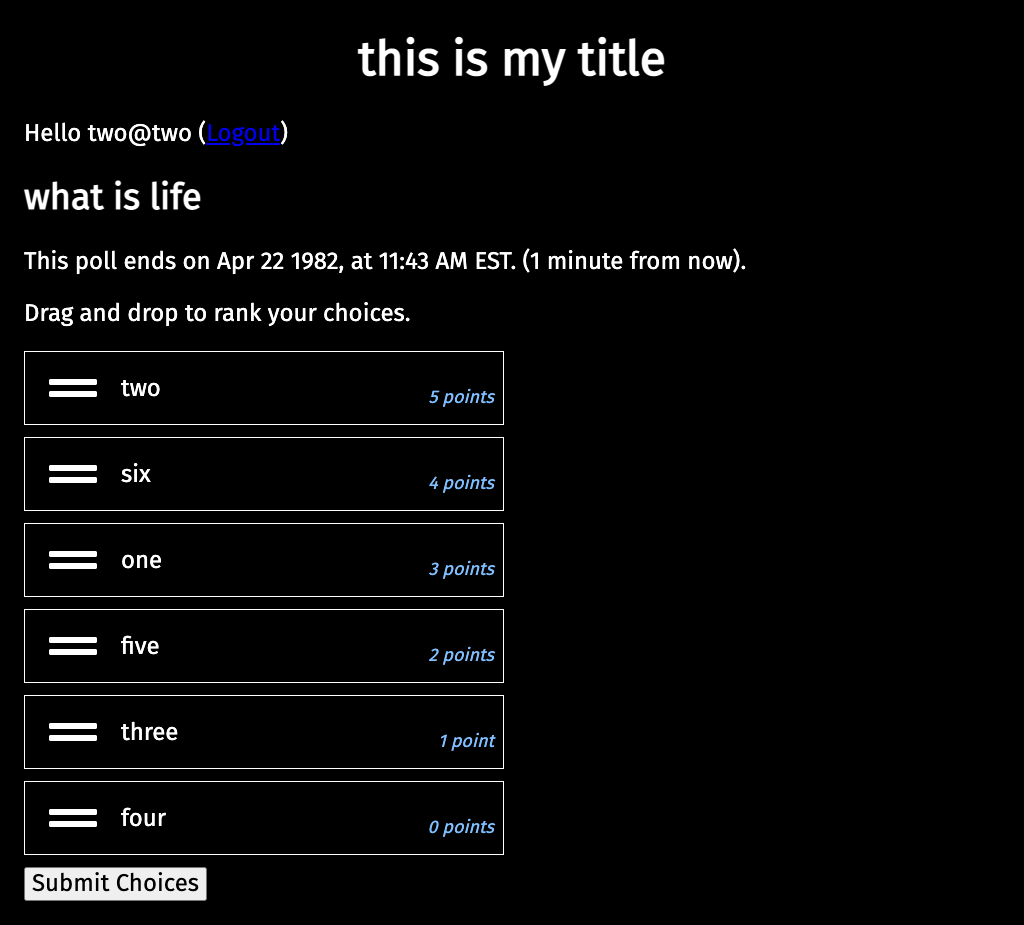 this is my title
Hello two@two (Logout)
what is life
This poll ends on Apr 22 1982, at 11:43 AM EST. (1 minute from now).
Drag and drop to rank your choices.
two
5 points
six
4 points
one
3 points
five
2 points
three
1 point
four
0 points
Submit Choices